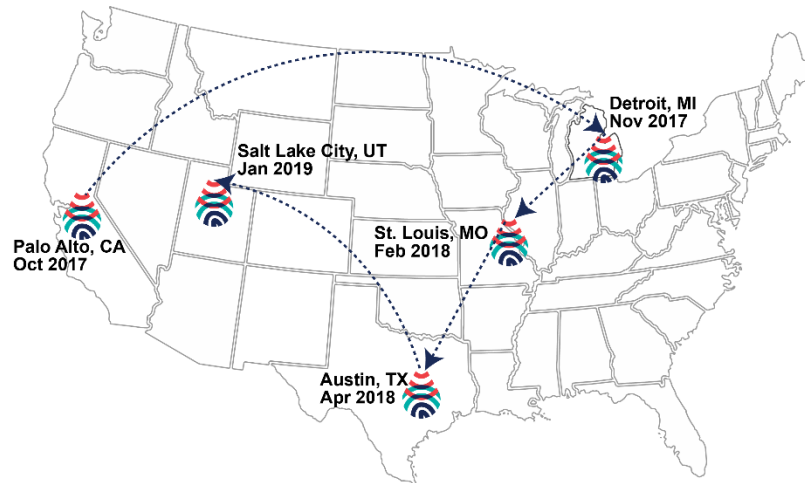 Detroit, MI
Nov 2017
Salt Lake City, UT
Jan 2019
St. Louis, MO
Feb 2018
Palo Alto, CA
Oct 2017
Austin, TX
Apr 2018